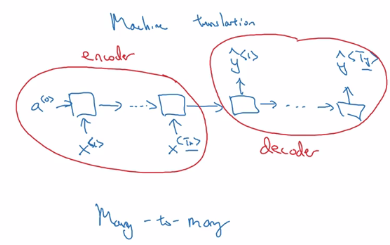 Machine translation
encoder
ŷ<1> ŷ<Ty>
a<0> → → ... → → → ... →
x<1> x<Tx>
decoder
Many-to-many